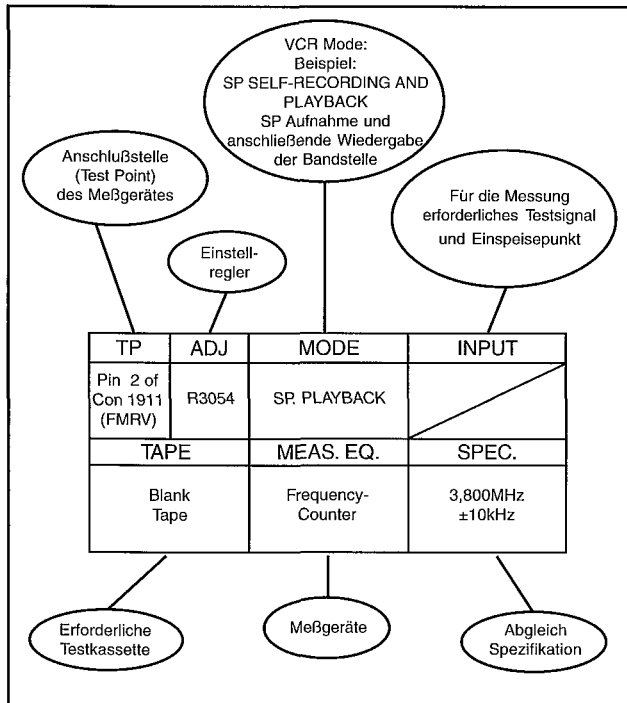 VCR Mode:
Beispiel:
SP SELF-RECORDING AND
PLAYBACK
SP Aufnahme und
anschließende Wiedergabe
der Bandstelle
Anschlußstelle
(Test Point)
des Meßgerätes
Einstell-
regler
Für die Messung
erforderliches Testsignal
und Einspeisepunkt
TP ADJ MODE INPUT
Pin 2 of
Con 1911
(FMRV)
R3054
SP. PLAYBACK
TAPE MEAS. EQ. SPEC.
Blank
Tape
Frequency-
Counter
3,800MHz
±10kHz
Erforderliche
Testkassette
Meßgeräte
Abgleich
Spezifikation